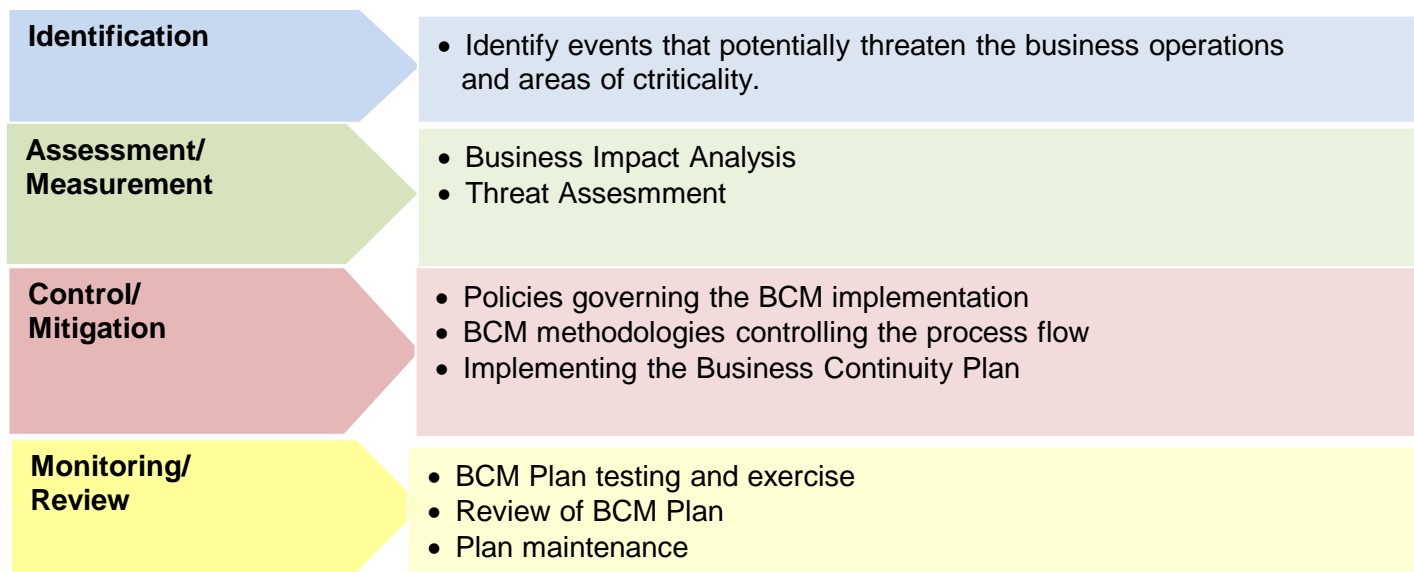 Identification
• Identify events that potentially threaten the business operations
and areas of ctriticality.
Assessment/
Measurement
• Business Impact Analysis
• Threat Assesmment
Control/
Mitigation
• Policies governing the BCM implementation
• BCM methodologies controlling the process flow
• Implementing the Business Continuity Plan
Monitoring/
Review
• BCM Plan testing and exercise
• Review of BCM Plan
• Plan maintenance